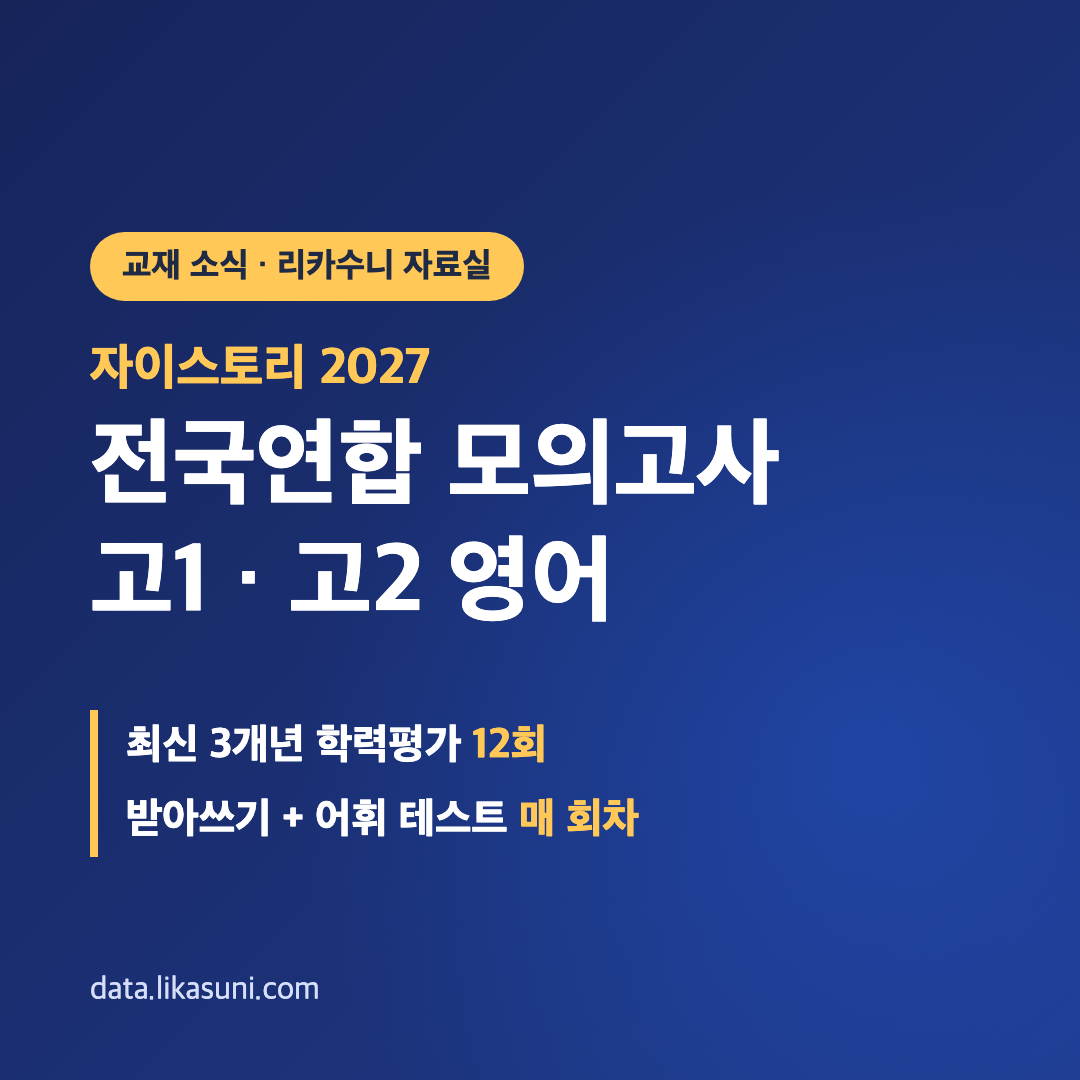 교재 소식 · 리카수니 자료실
자이스토리 2027
전국연합 모의고사
고1 · 고2 영어
최신 3개년 학력평가 12회
받아쓰기 + 어휘 테스트 매 회차
data.likasuni.com